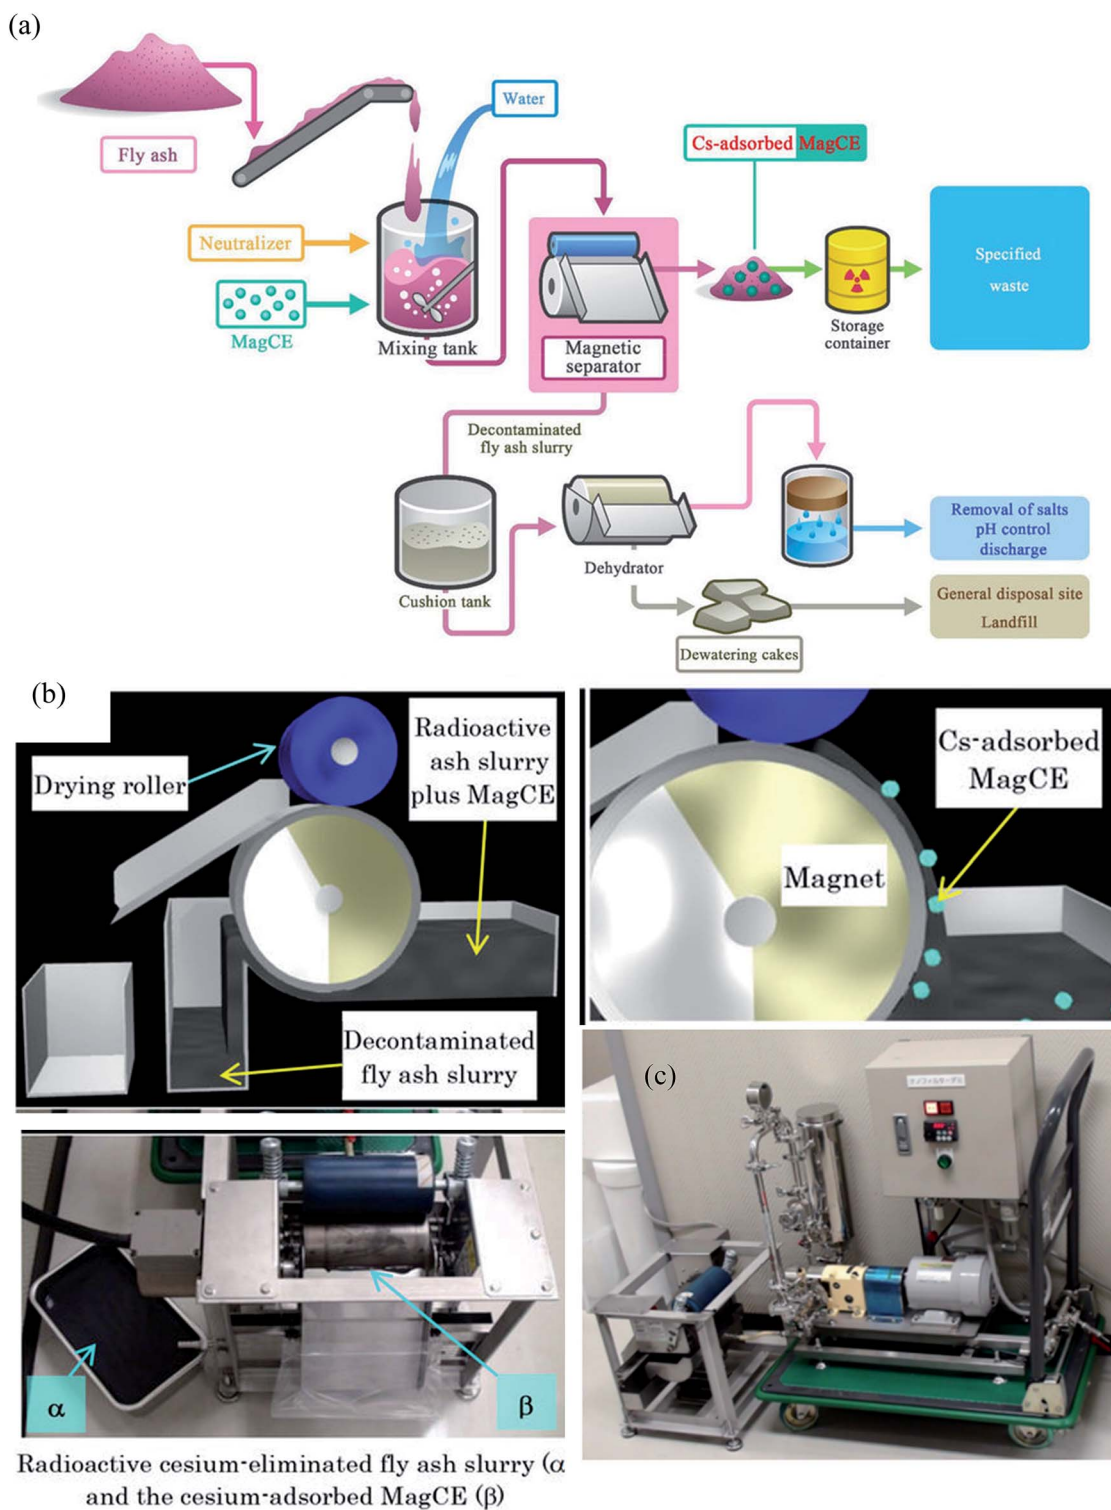 (a)
Water
Fly ash
Cs-adsorbed MagCE
Neutralizer
MagCE
Mixing tank
Magnetic
separator
Storage
container
Specified
waste
Decontaminated
fly ash slurry
Cushion tank
Dehydrator
Removal of salts
pH control
discharge
General disposal site
Landfill
Dewatering cakes
(b)
Drying roller
Radioactive
ash slurry
plus MagCE
Decontaminated
fly ash slurry
Cs-adsorbed
MagCE
Magnet
(c)
α
β
Radioactive cesium-eliminated fly ash slurry (α
and the cesium-adsorbed MagCE (β)